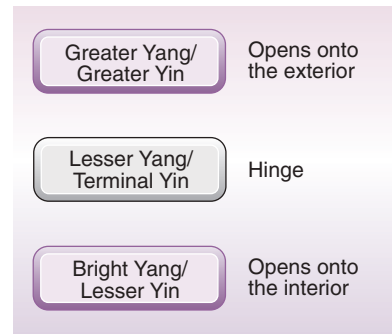 Greater Yang/
Greater Yin
Opens onto
the exterior
Lesser Yang/
Terminal Yin
Hinge
Bright Yang/
Lesser Yin
Opens onto
the interior